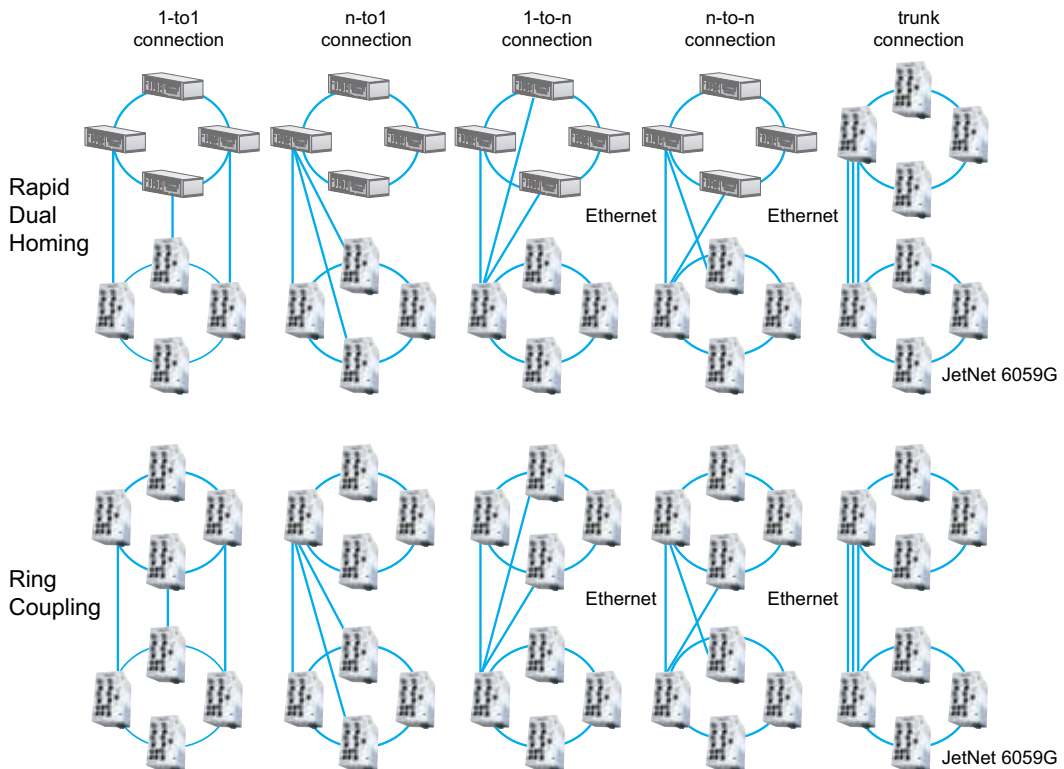 1-to1
connection
n-to1
connection
1-to-n
connection
n-to-n
connection
trunk
connection
Rapid
Dual
Homing
Ethernet
Ethernet
JetNet 6059G
Ring
Coupling
Ethernet
Ethernet
JetNet 6059G